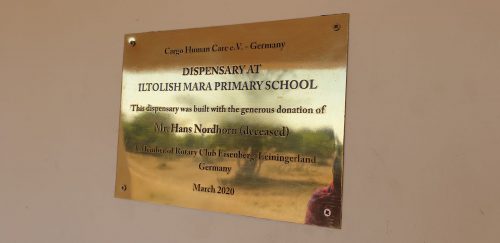 Cargo Human Care e.V. - Germany
DISPENSARY AT
ILTOLISH MARA PRIMARY SCHOOL
This dispensary was built with the generous donation of
Mr. Hans Nordhorn (deceased)
A Member of Rotary Club Eisenberg, Leiningerland
Germany
March 2020